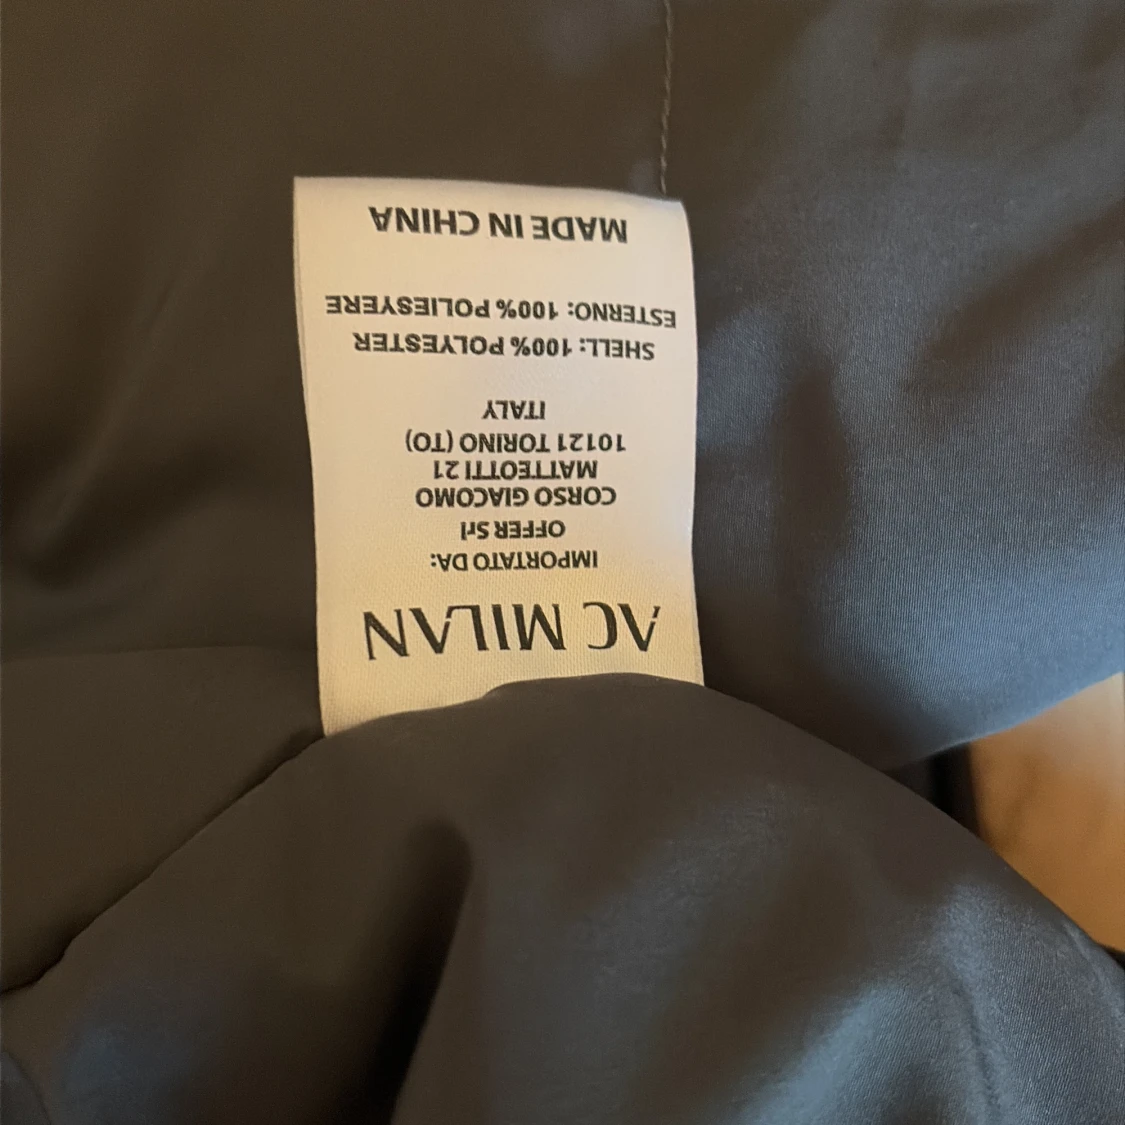 AC MILAN
IMPORTATO DA:
OFFER Srl
CORSO GIACOMO
MATTEOTTI 21
10121 TORINO (TO)
ITALY
SHELL: 100% POLYESTER
ESTERNO: 100% POLIESYERE
MADE IN CHINA